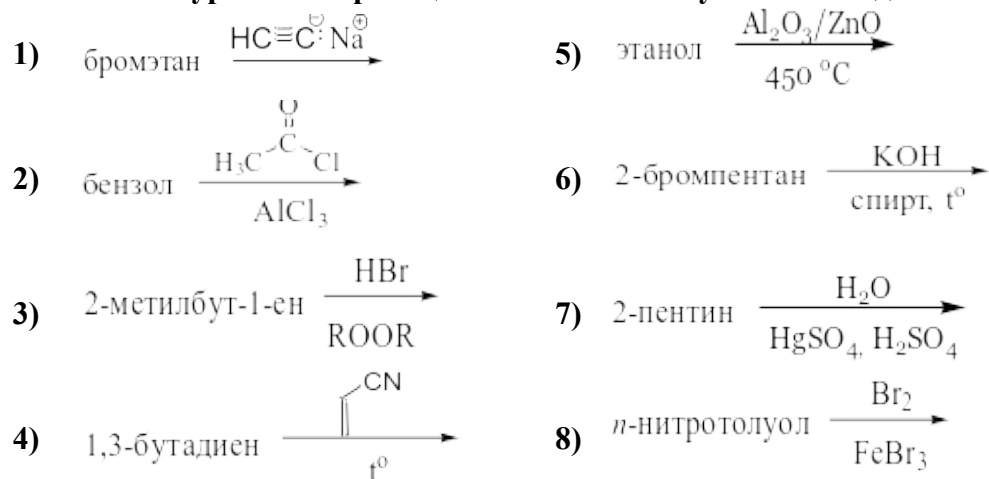 1) бромэтан HC≡C:⊖ Na⊕
2) бензол H₃C C O Cl AlCl₃
3) 2-метилбут-1-ен HBr ROOR
4) 1,3-бутадиен CN t°
5) этанол Al₂O₃/ZnO 450 °C
6) 2-бромпентан KOH спирт, t°
7) 2-пентин H₂O HgSO₄, H₂SO₄
8) п-нитротолуол Br₂ FeBr₃